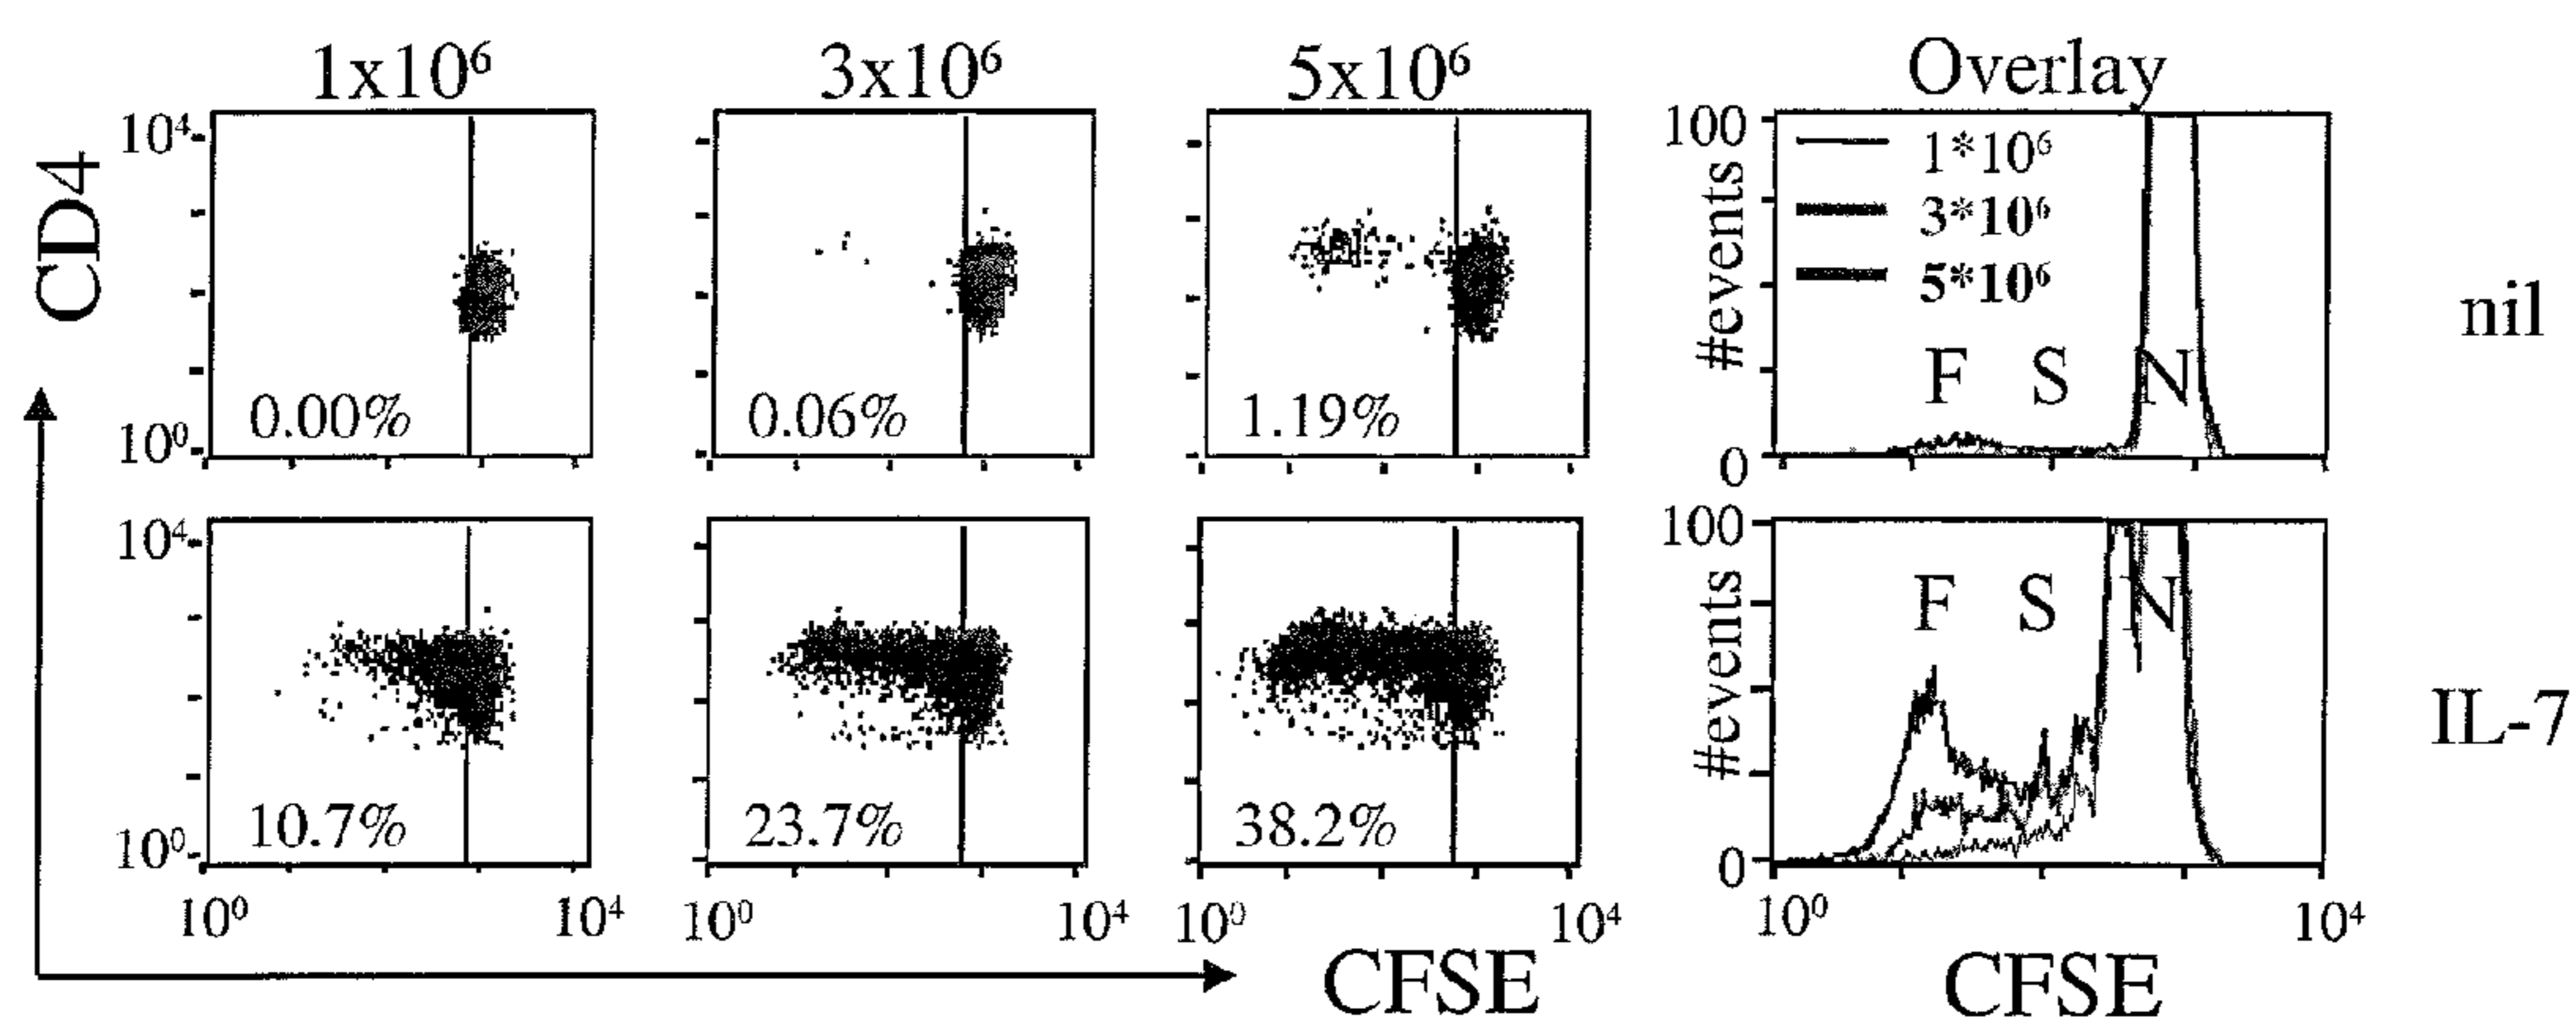 1x10⁶ 3x10⁶ 5x10⁶ Overlay
CD4
10⁴
10⁰
0.00%
0.06%
1.19%
100
#events
0
1*10⁶
3*10⁶
5*10⁶
F S N
nil
10⁴
10⁰
10.7%
23.7%
38.2%
100
#events
0
F S N
IL-7
10⁰ 10⁴ 10⁰ 10⁴ 10⁰ 10⁴ 10⁰ 10⁴
CFSE CFSE